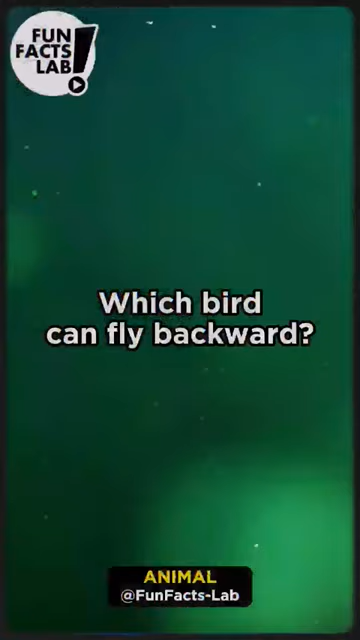 FUN
FACTS
LAB
Which bird
can fly backward?
ANIMAL
@FunFacts-Lab